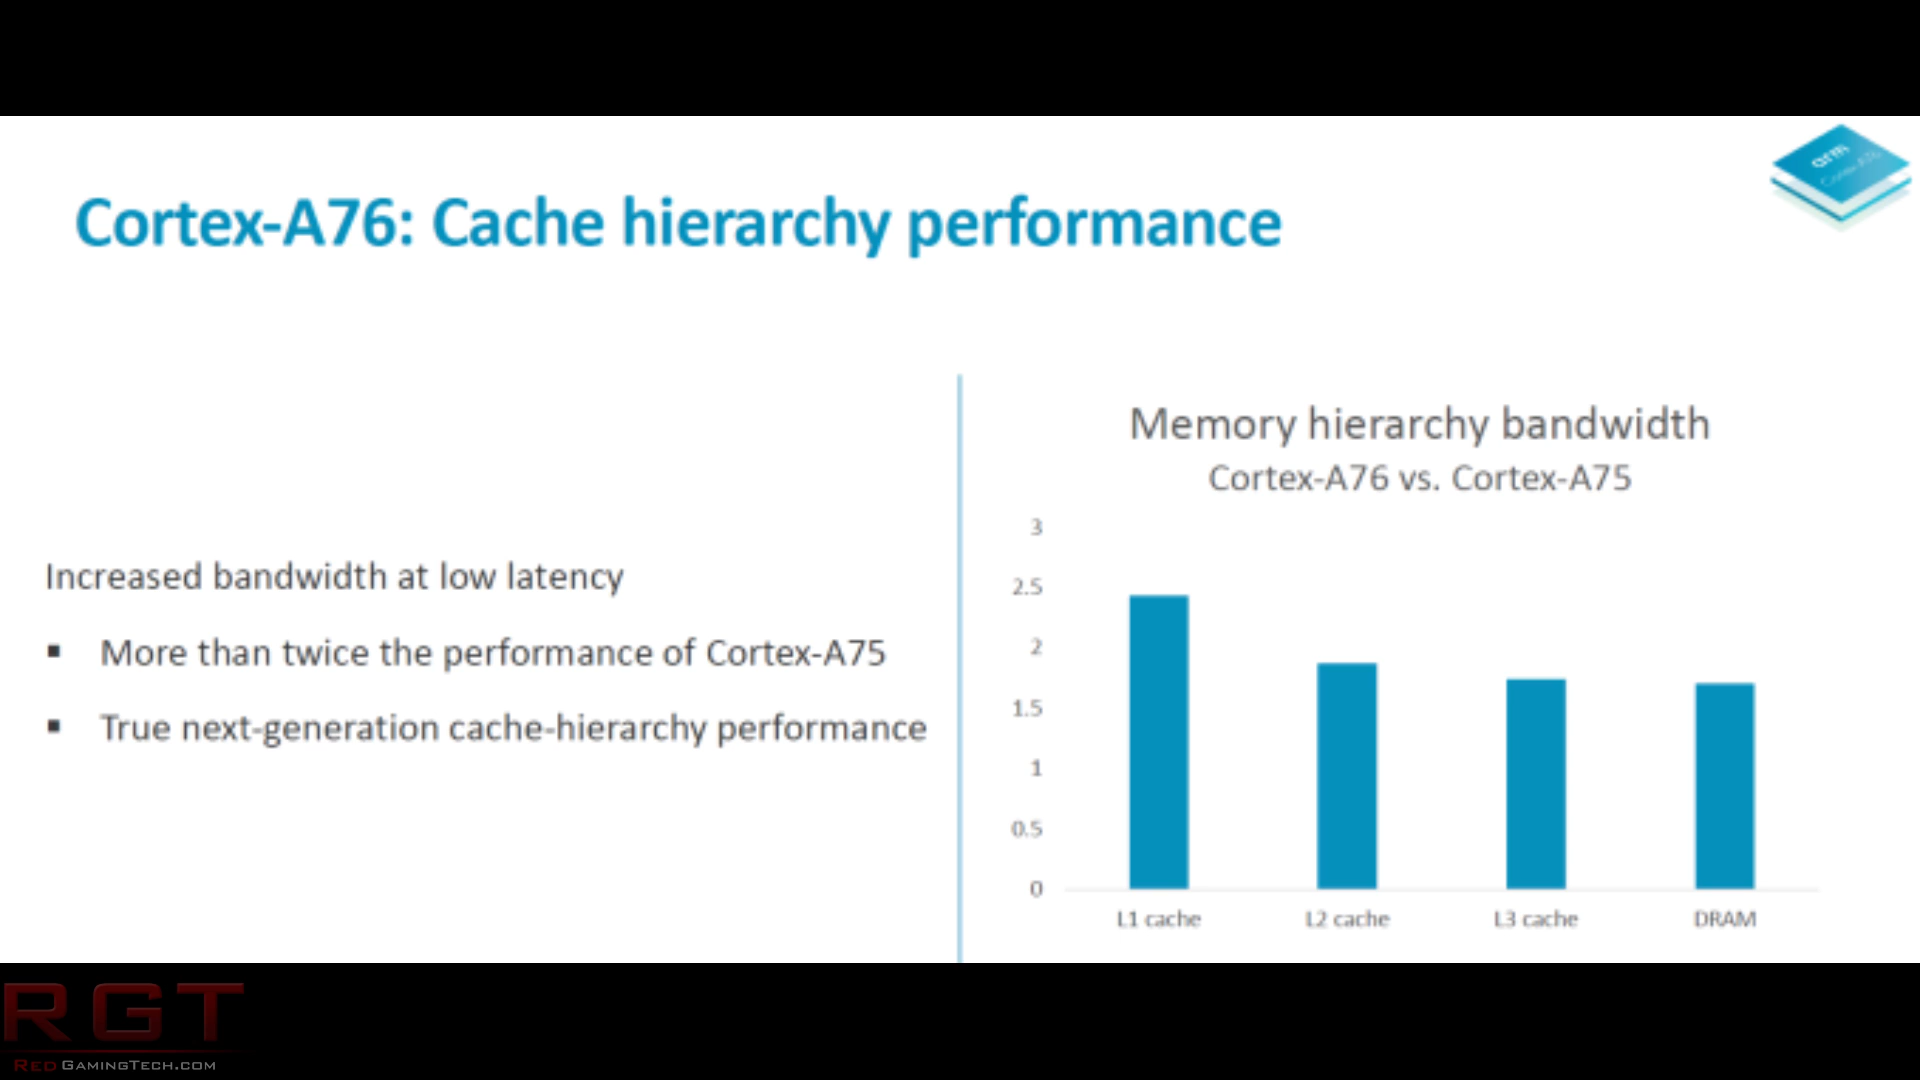 arm
Cortex-A76
Cortex-A76: Cache hierarchy performance
Increased bandwidth at low latency
▪ More than twice the performance of Cortex-A75
▪ True next-generation cache-hierarchy performance
Memory hierarchy bandwidth
Cortex-A76 vs. Cortex-A75
3
2.5
2
1.5
1
0.5
0
L1 cache L2 cache L3 cache DRAM
RGT
REDGAMINGTECH.COM